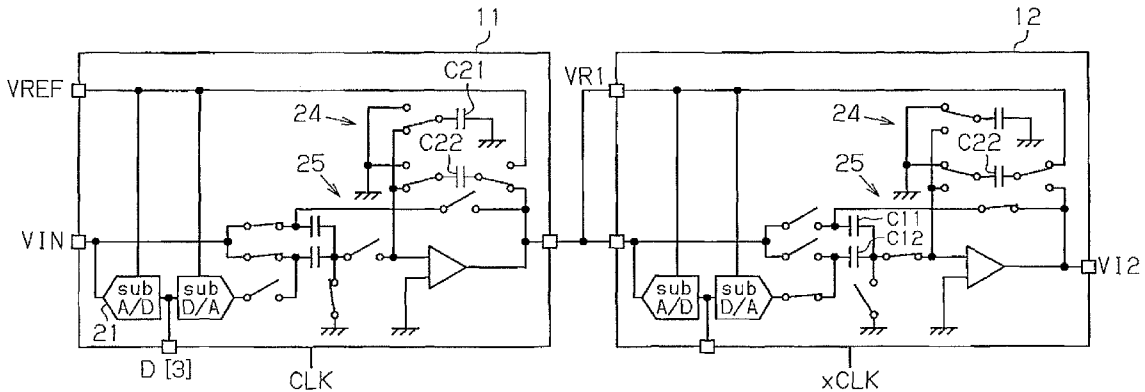 11
12
VREF
C21
24
C22
25
VIN
sub A/D
sub D/A
21
D [3]
CLK
VR1
24
C22
25
C11
C12
VI2
sub A/D
sub D/A
xCLK